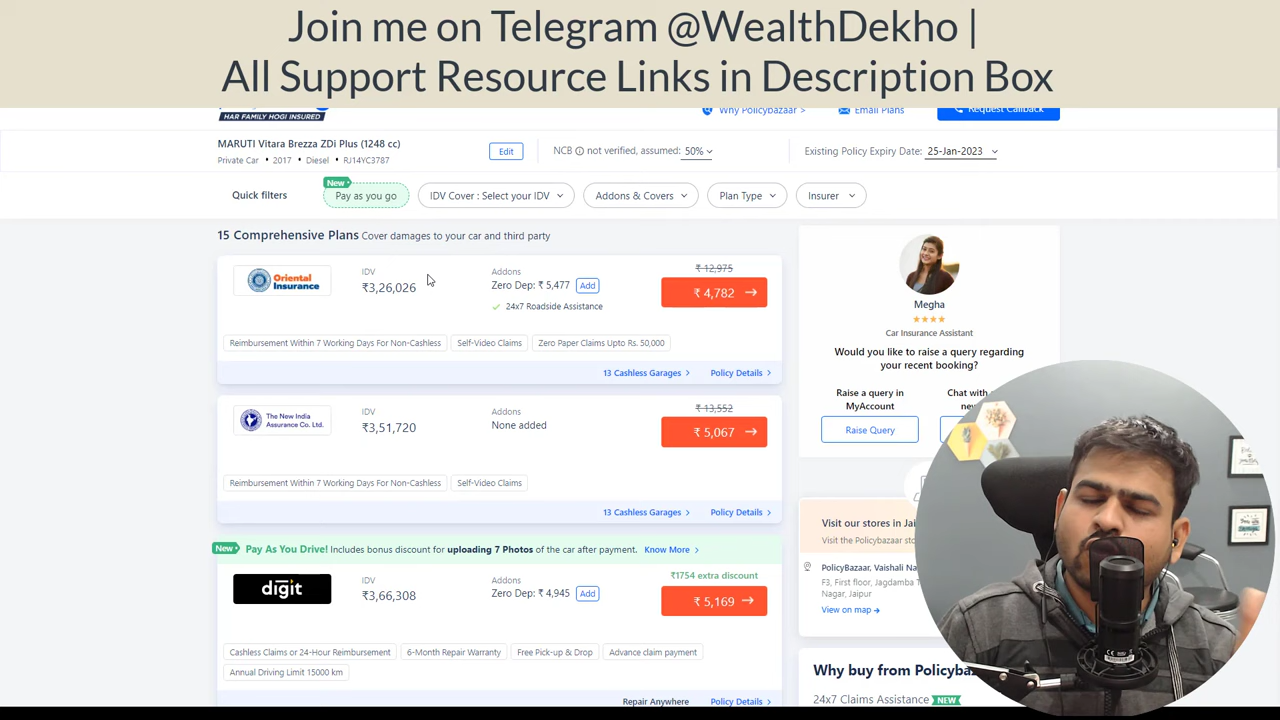 Join me on Telegram @WealthDekho |
All Support Resource Links in Description Box
HAR FAMILY HOGI INSURED
Why Policybazaar >
Email Plans
Request Callback
MARUTI Vitara Brezza ZDi Plus (1248 cc)
Private Car • 2017 • Diesel • RJ14YC3787
Edit
NCB not verified, assumed: 50%
Existing Policy Expiry Date: 25-Jan-2023
Quick filters
New
Pay as you go
IDV Cover : Select your IDV
Addons & Covers
Plan Type
Insurer
15 Comprehensive Plans Cover damages to your car and third party
Oriental
Insurance
IDV
₹3,26,026
Addons
Zero Dep: ₹ 5,477 Add
24x7 Roadside Assistance
₹ 12,975
₹ 4,782
Reimbursement Within 7 Working Days For Non-Cashless
Self-Video Claims
Zero Paper Claims Upto Rs. 50,000
13 Cashless Garages
Policy Details
The New India
Assurance Co. Ltd.
IDV
₹3,51,720
Addons
None added
₹ 13,552
₹ 5,067
Reimbursement Within 7 Working Days For Non-Cashless
Self-Video Claims
13 Cashless Garages
Policy Details
New
Pay As You Drive! Includes bonus discount for uploading 7 Photos of the car after payment. Know More
digit
IDV
₹3,66,308
Addons
Zero Dep: ₹ 4,945 Add
₹1754 extra discount
₹ 5,169
Cashless Claims or 24-Hour Reimbursement
6-Month Repair Warranty
Free Pick-up & Drop
Advance claim payment
Annual Driving Limit 15000 km
Repair Anywhere
Policy Details
Megha
Car Insurance Assistant
Would you like to raise a query regarding
your recent booking?
Raise a query in
MyAccount
Raise Query
Chat with
Visit our stores in
Visit the Policybazaar
PolicyBazaar, Vaishali
F3, First floor, Jagdamba
Nagar, Jaipur
View on map
Why buy from
24x7 Claims Assistance NEW